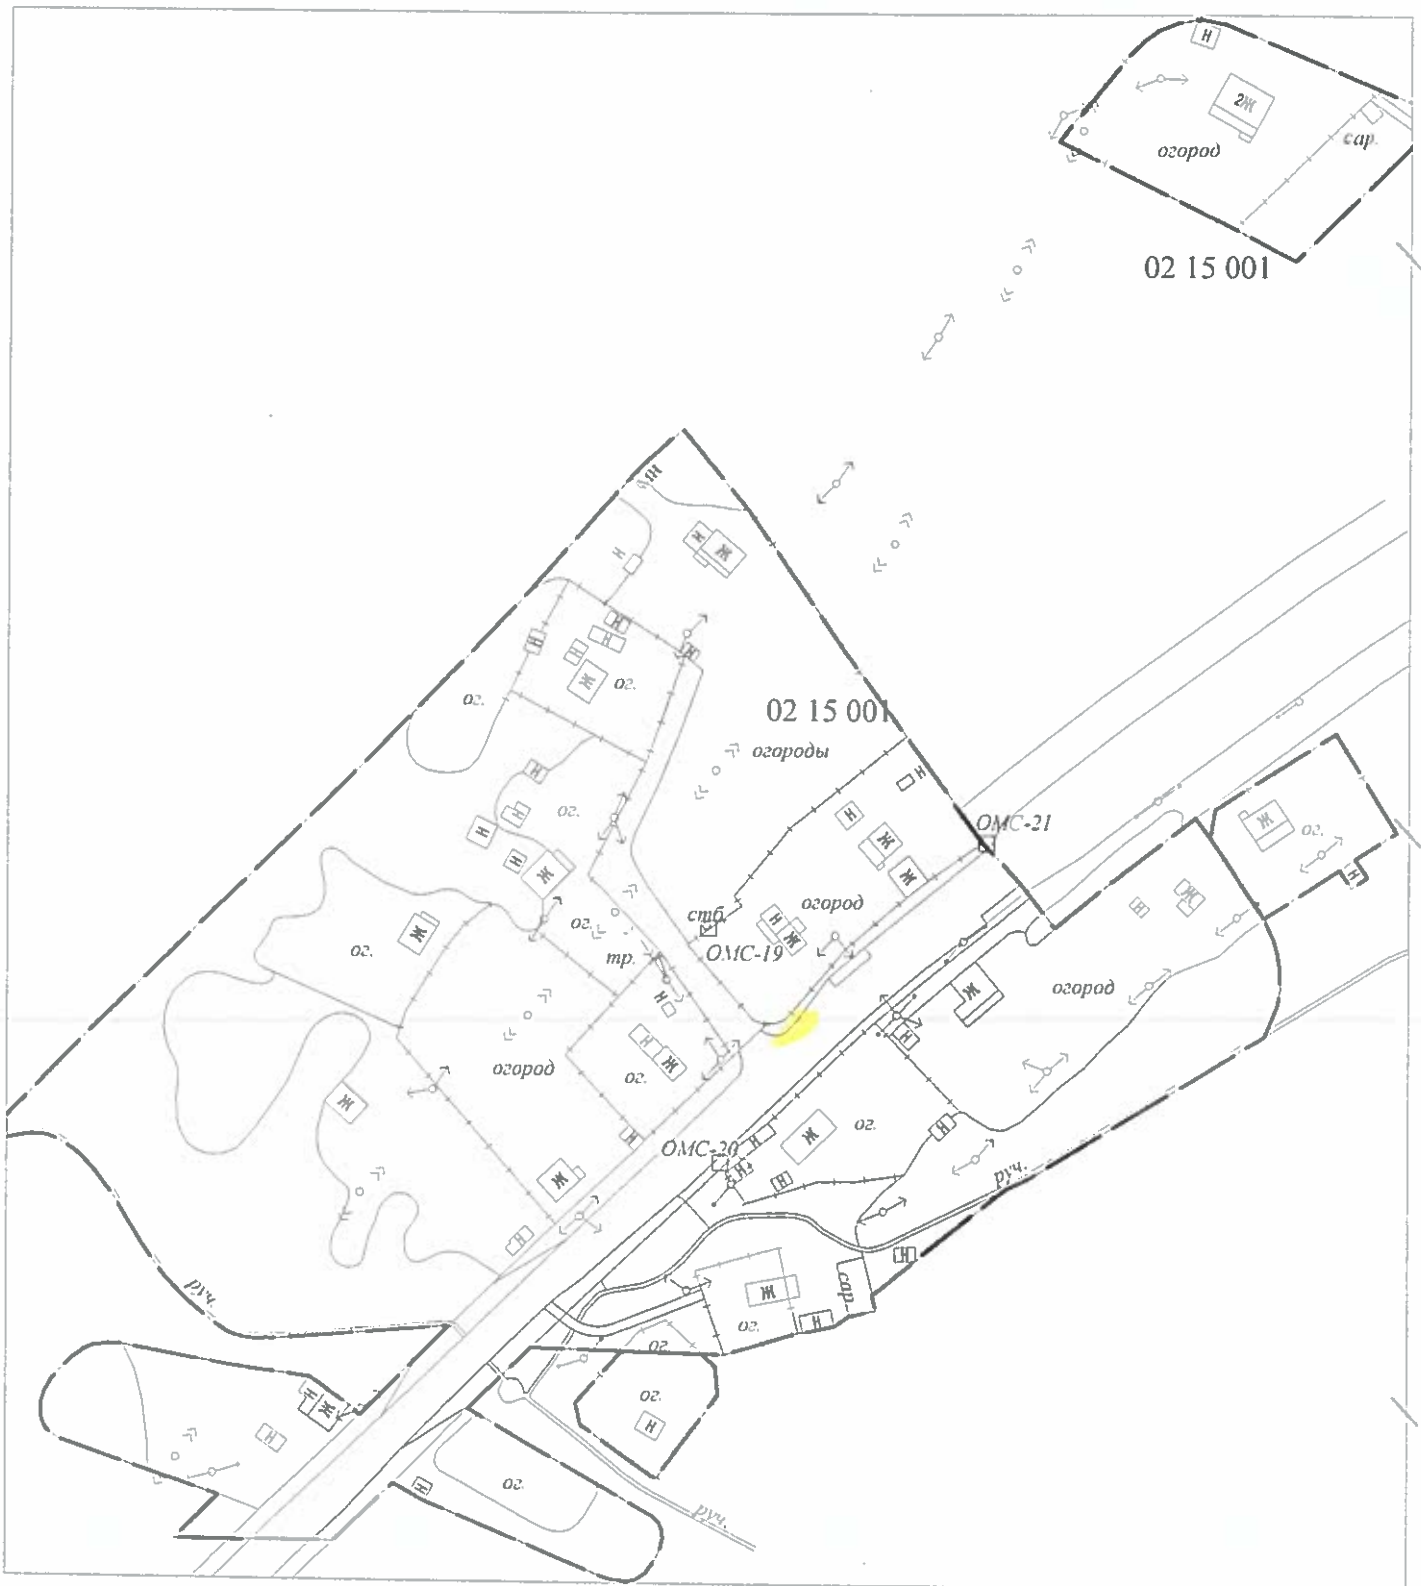 Н
2Ж
огород
сар.
02 15 001
Н
Н
Ж
Н
Н
Н
Н
Н
Н
Ж
ог.
ог.
02 15 001
огороды
Н
Н
Н
ог.
Н
Н
Н
Ж
Ж
ОМС-21
Ж
ог.
Н
Ж
Ж
Н
огород
стб.
Н
Ж
ОМС-19
ог.
тр.
Ж
ог.
Н
Ж
огород
Н
огород
Н
Ж
ог.
Ж
Н
ОМС-20
Н
Н
Н
Ж
ог.
Н
руч.
Ж
Н
Н
руч.
Ж
сар.
ог.
Н
ог.
ог.
Н
Н
Ж
Н
Н
ог.
руч.